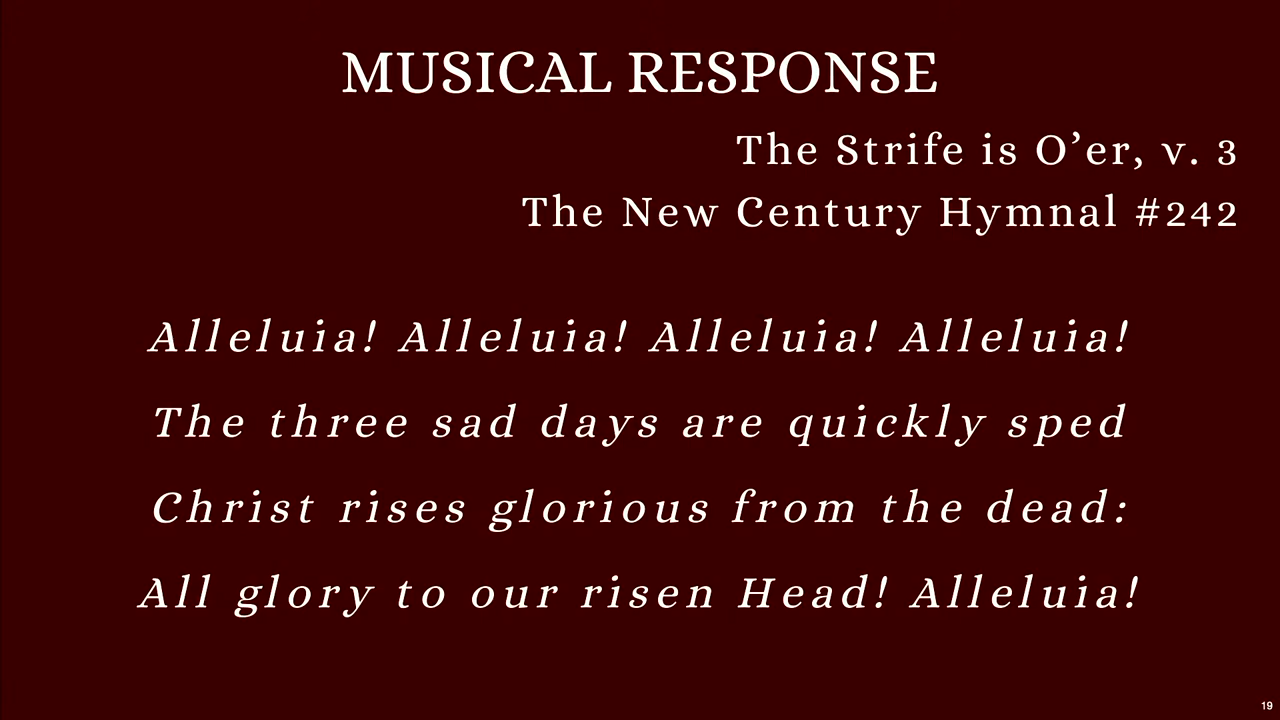 MUSICAL RESPONSE
The Strife is O’er, v. 3
The New Century Hymnal #242
Alleluia! Alleluia! Alleluia! Alleluia!
The three sad days are quickly sped
Christ rises glorious from the dead:
All glory to our risen Head! Alleluia!
19